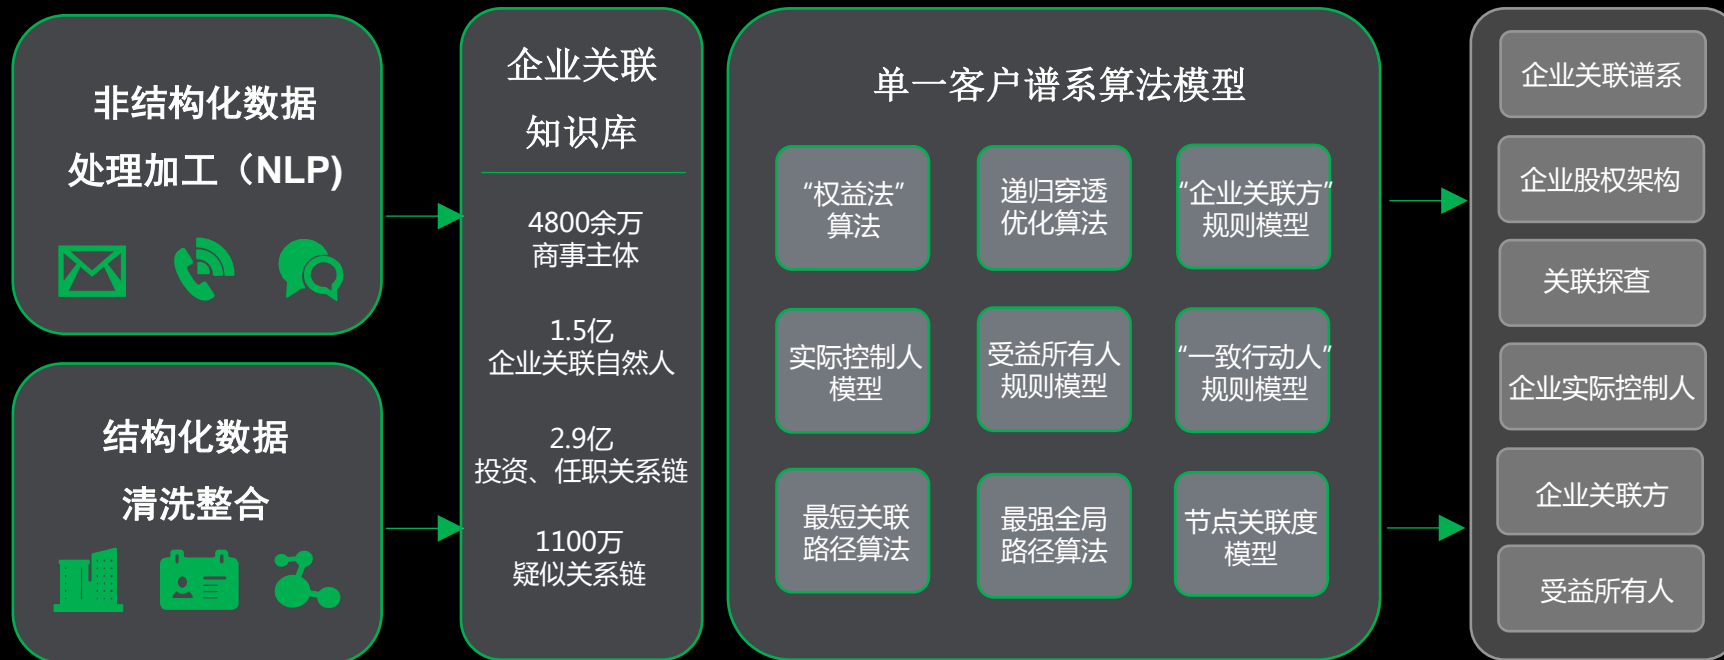 非结构化数据
处理加工（NLP)
结构化数据
清洗整合
企业关联
知识库
4800余万
商事主体
1.5亿
企业关联自然人
2.9亿
投资、任职关系链
1100万
疑似关系链
单一客户谱系算法模型
“权益法”
算法
递归穿透
优化算法
“企业关联方”
规则模型
实际控制人
模型
受益所有人
规则模型
“一致行动人”
规则模型
最短关联
路径算法
最强全局
路径算法
节点关联度
模型
企业关联谱系
企业股权架构
关联探查
企业实际控制人
企业关联方
受益所有人